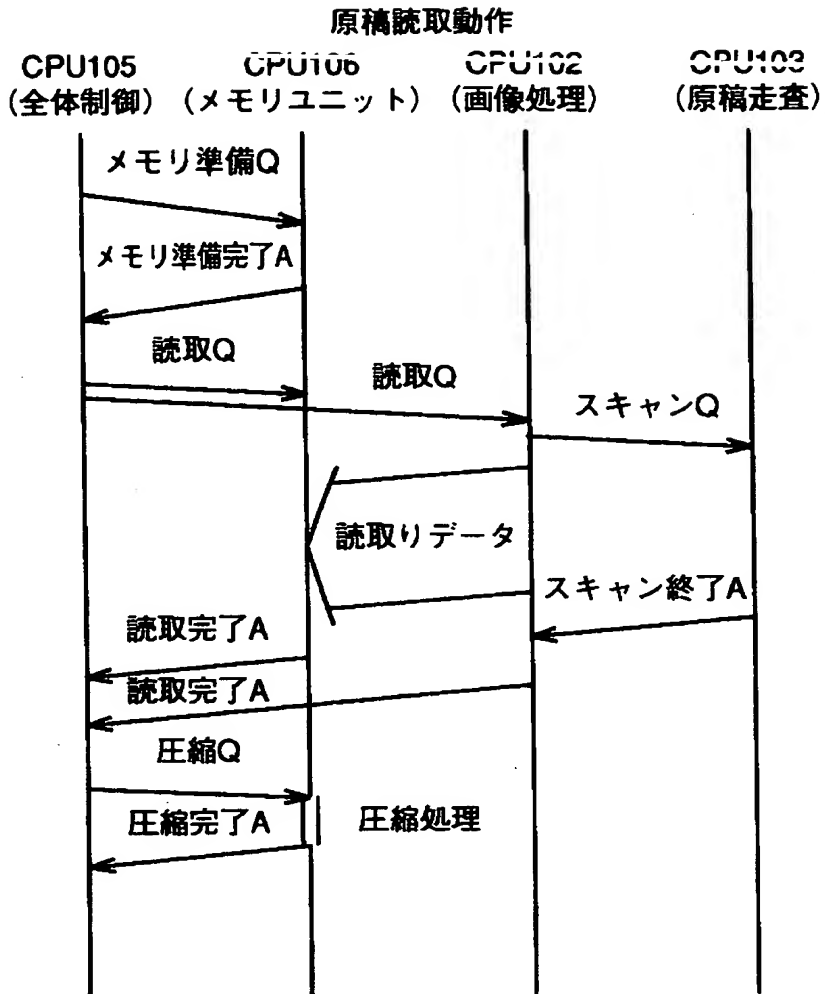 原稿読取動作
CPU105 CPU106 CPU102 CPU103
(全体制御) (メモリユニット) (画像処理) (原稿走査)
メモリ準備Q
メモリ準備完了A
読取Q
読取Q
スキャンQ
読取りデータ
スキャン終了A
読取完了A
読取完了A
圧縮Q
圧縮完了A 圧縮処理